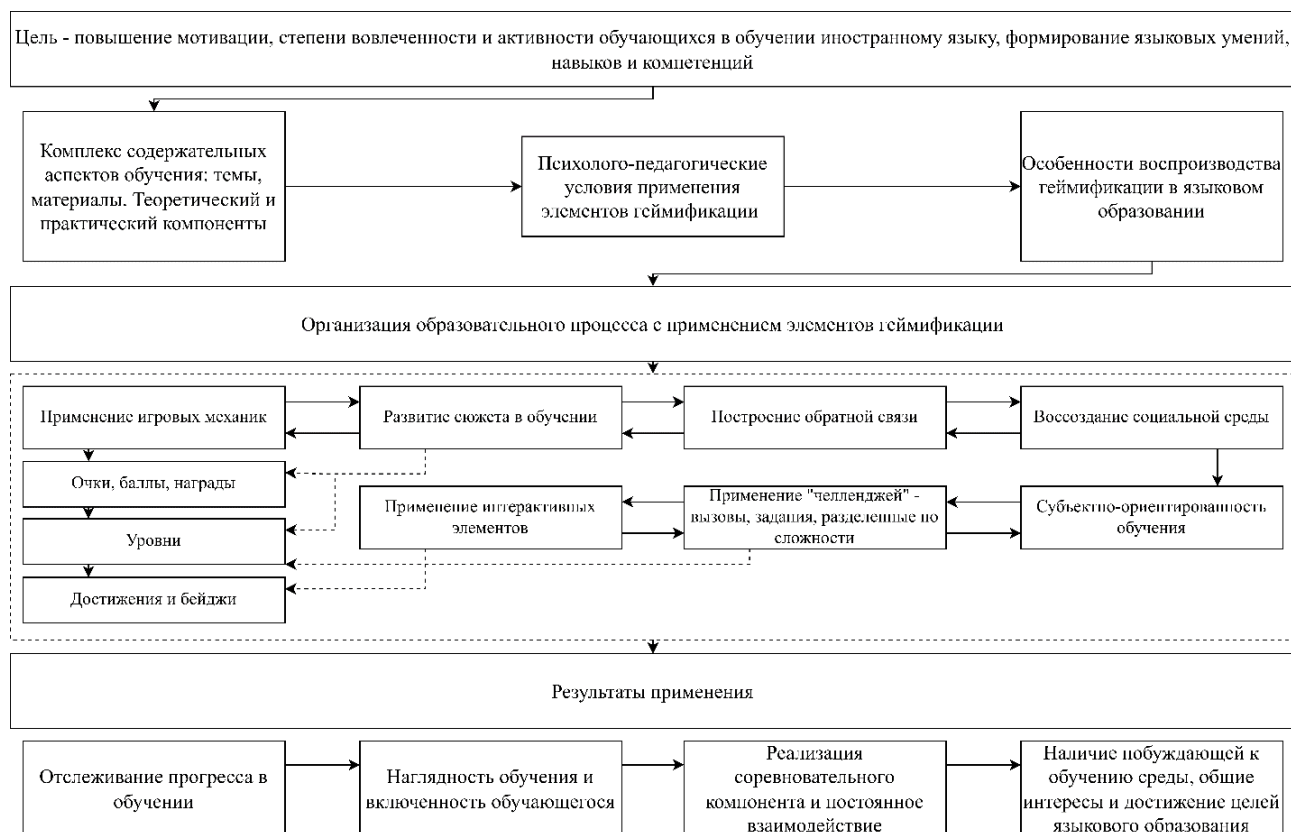 Цель - повышение мотивации, степени вовлеченности и активности обучающихся в обучении иностранному языку, формирование языковых умений,
навыков и компетенций
Комплекс содержательных
аспектов обучения: темы,
материалы. Теоретический и
практический компоненты
Психолого-педагогические
условия применения
элементов геймификации
Особенности воспроизводства
геймификации в языковом
образовании
Организация образовательного процесса с применением элементов геймификации
Применение игровых механик
Развитие сюжета в обучении
Построение обратной связи
Воссоздание социальной среды
Очки, баллы, награды
Уровни
Достижения и бейджи
Применение интерактивных
элементов
Применение "челленджей" -
вызовы, задания, разделенные по
сложности
Субъектно-ориентированность
обучения
Результаты применения
Отслеживание прогресса в
обучении
Наглядность обучения и
включенность обучающегося
Реализация
соревновательного
компонента и постоянное
взаимодействие
Наличие побуждающей к
обучению среды, общие
интересы и достижение целей
языкового образования